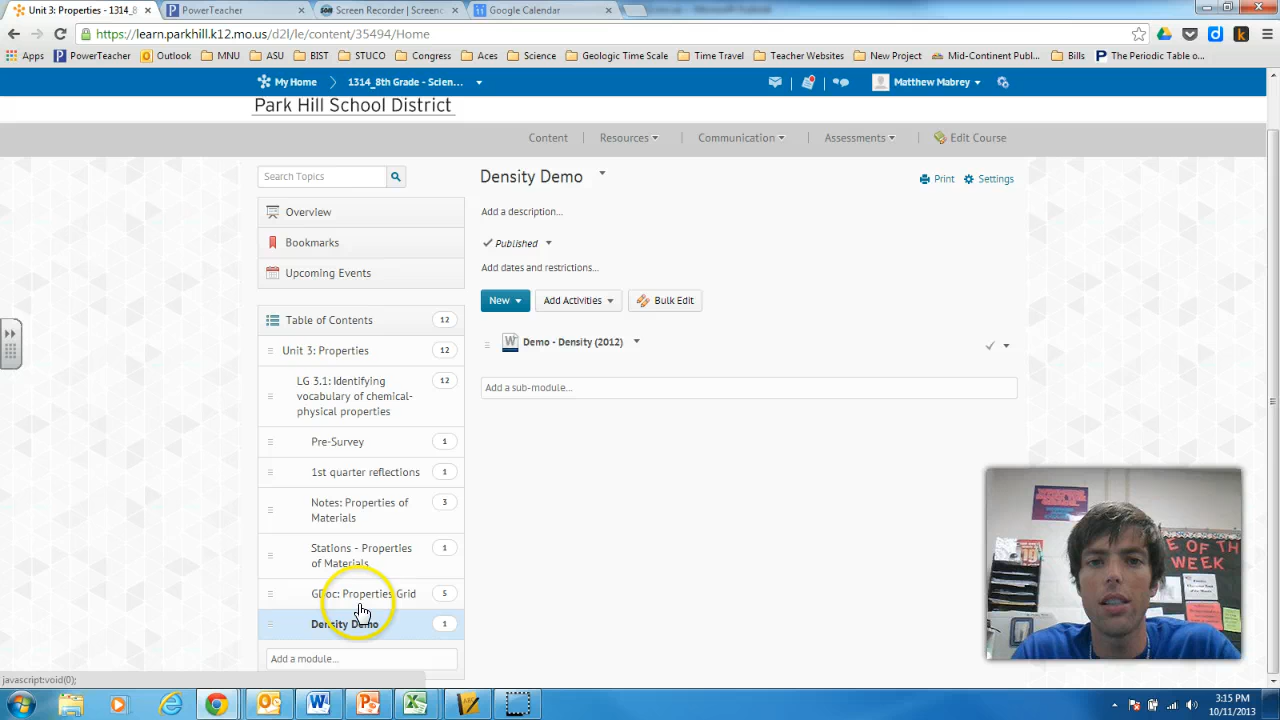 Unit 3: Properties - 1314_8
PowerTeacher
Screen Recorder | Screenc
Google Calendar
https://learn.parkhill.k12.mo.us/d2l/le/content/35494/Home
Apps PowerTeacher Outlook MNU ASU BIST STUCO Congress Aces Science Geologic Time Scale Time Travel Teacher Websites New Project Mid-Continent Publ... Bills The Periodic Table o...
My Home 1314_8th Grade - Scien... Matthew Mabrey
Park Hill School District
Content Resources Communication Assessments Edit Course
Search Topics
Overview
Bookmarks
Upcoming Events
Table of Contents 12
Unit 3: Properties 12
LG 3.1: Identifying 12
vocabulary of chemical-
physical properties
Pre-Survey 1
1st quarter reflections 1
Notes: Properties of 3
Materials
Stations - Properties 1
of Materials
GDoc: Properties Grid 5
Density Demo 1
Add a module...
Density Demo
Print Settings
Add a description...
Published
Add dates and restrictions...
New Add Activities Bulk Edit
Demo - Density (2012)
Add a sub-module...
E OF TH
WEEK
javascript:void(0);
3:15 PM
10/11/2013